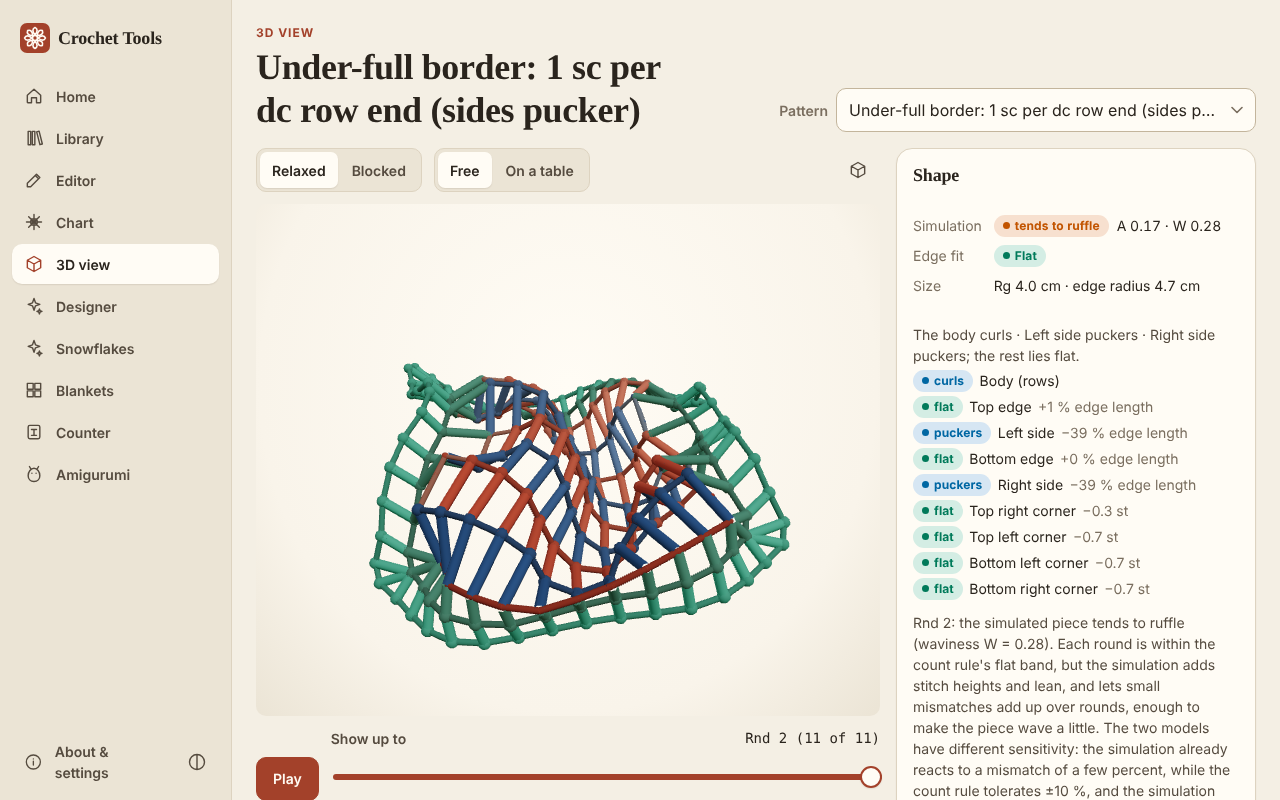 Crochet Tools
Home
Library
Editor
Chart
3D view
Designer
Snowflakes
Blankets
Counter
Amigurumi
About &
settings
3D VIEW
Under-full border: 1 sc per
dc row end (sides pucker)
Pattern
Under-full border: 1 sc per dc row end (sides p...
Relaxed
Blocked
Free
On a table
Show up to
Rnd 2 (11 of 11)
Play
Shape
Simulation tends to ruffle A 0.17 · W 0.28
Edge fit Flat
Size Rg 4.0 cm · edge radius 4.7 cm
The body curls · Left side puckers · Right side
puckers; the rest lies flat.
curls Body (rows)
flat Top edge +1 % edge length
puckers Left side −39 % edge length
flat Bottom edge +0 % edge length
puckers Right side −39 % edge length
flat Top right corner −0.3 st
flat Top left corner −0.7 st
flat Bottom left corner −0.7 st
flat Bottom right corner −0.7 st
Rnd 2: the simulated piece tends to ruffle
(waviness W = 0.28). Each round is within the
count rule's flat band, but the simulation adds
stitch heights and lean, and lets small
mismatches add up over rounds, enough to
make the piece wave a little. The two models
have different sensitivity: the simulation already
reacts to a mismatch of a few percent, while the
count rule tolerates ±10 %, and the simulation